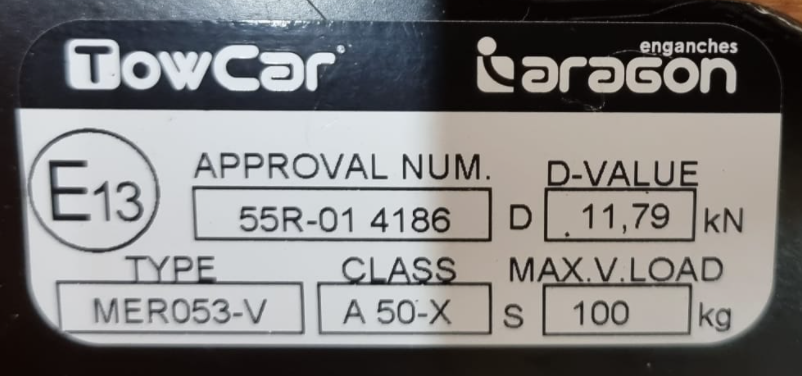 TowCar
enganches
aragon
E13
APPROVAL NUM.
D-VALUE
55R-01 4186 D 11,79 kN
TYPE CLASS MAX.V.LOAD
MER053-V A 50-X S 100 kg